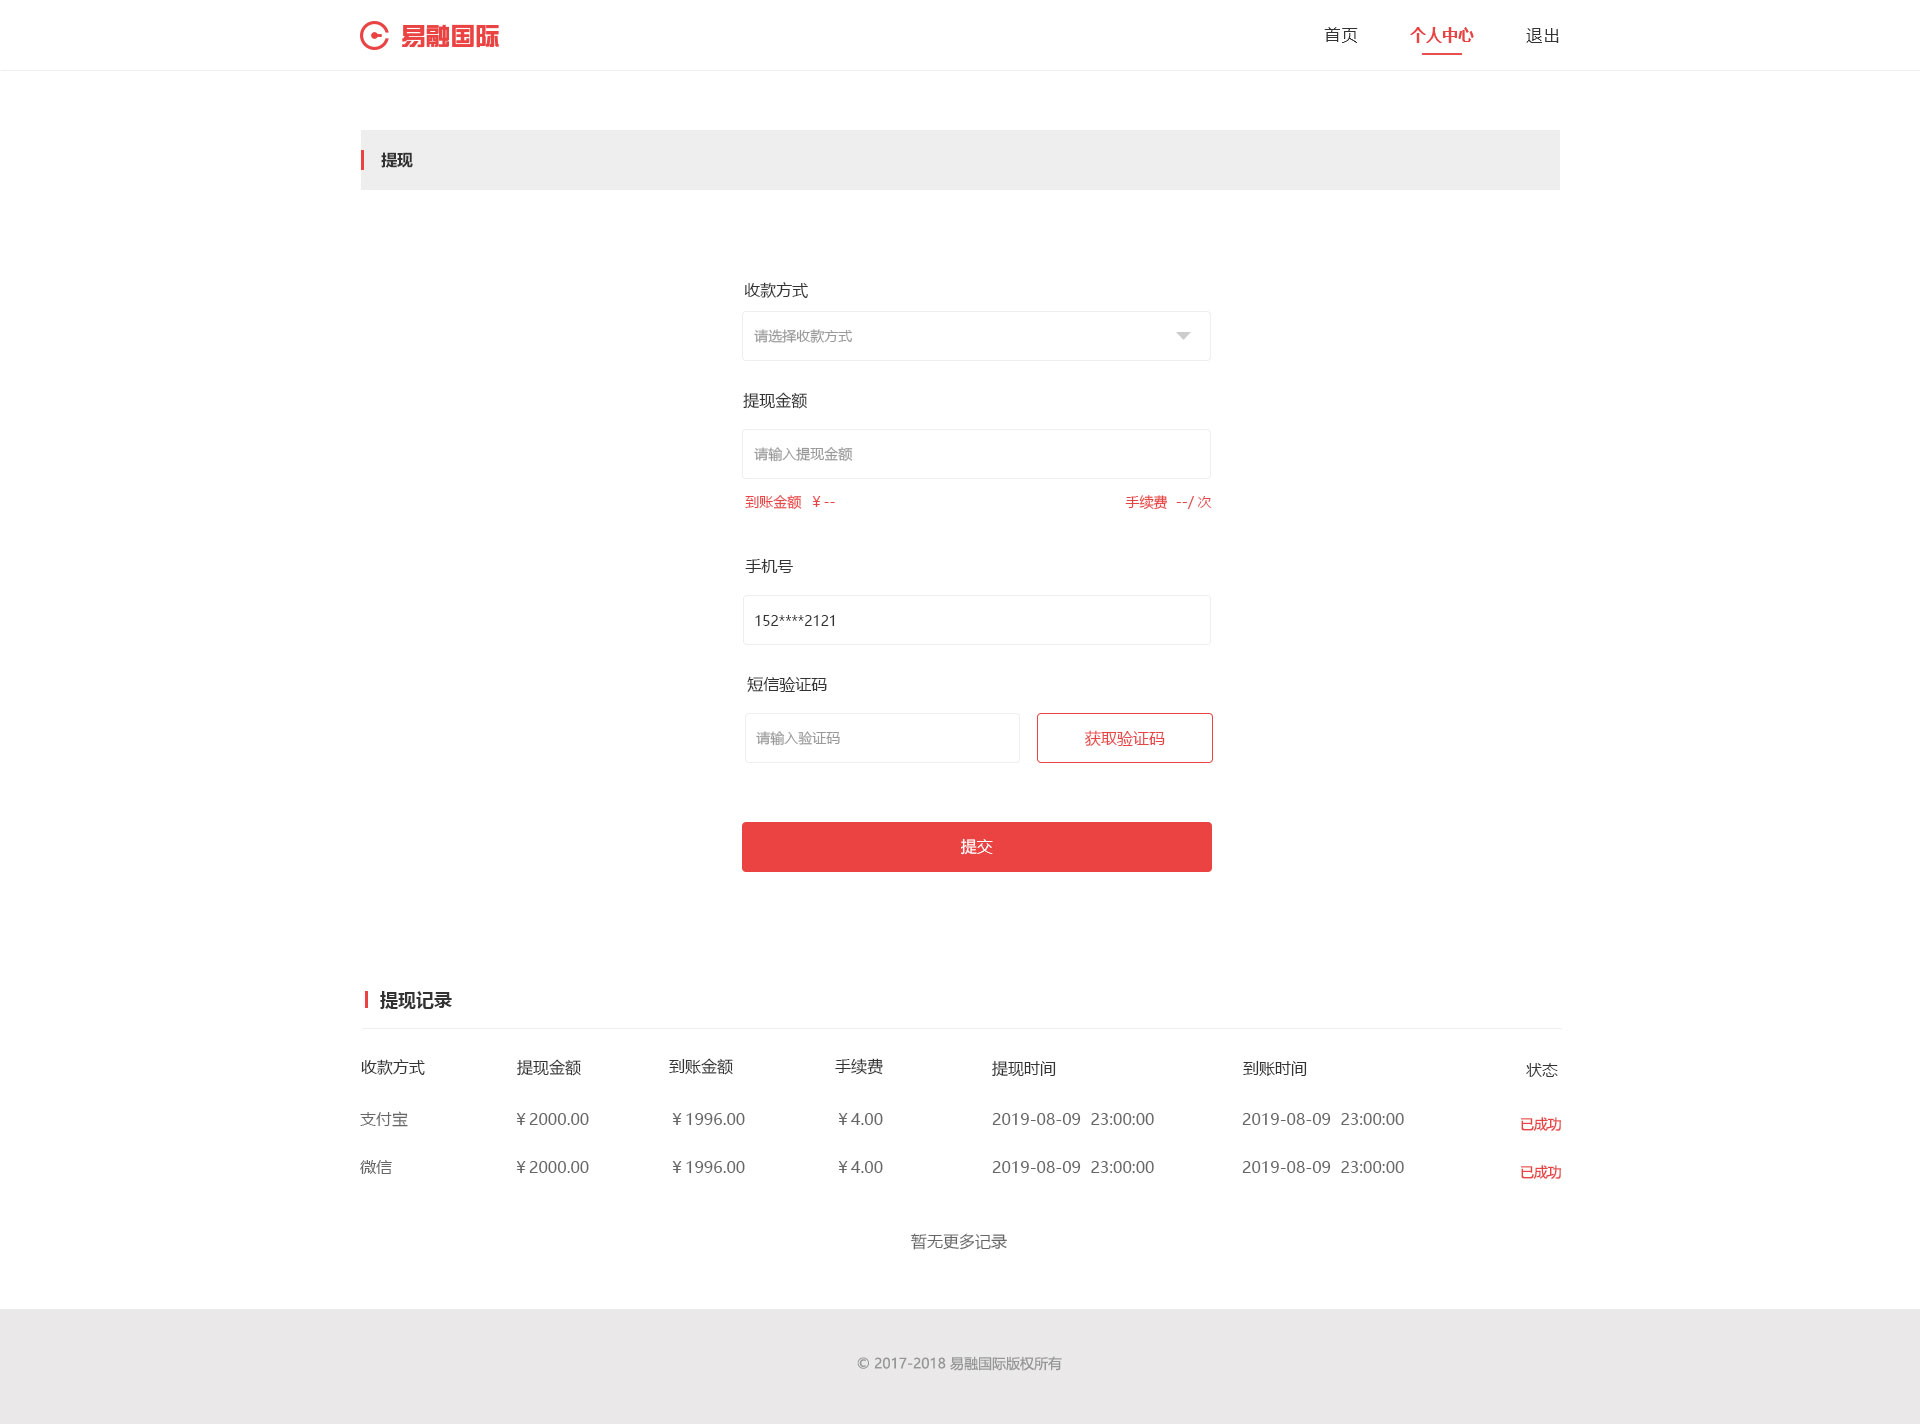 易融国际
首页 个人中心 退出
提现
收款方式
请选择收款方式
提现金额
请输入提现金额
到账金额 ¥ -- 手续费 --/ 次
手机号
152****2121
短信验证码
请输入验证码 获取验证码
提交
提现记录
收款方式 提现金额 到账金额 手续费 提现时间 到账时间 状态
支付宝 ¥ 2000.00 ¥ 1996.00 ¥ 4.00 2019-08-09 23:00:00 2019-08-09 23:00:00 已成功
微信 ¥ 2000.00 ¥ 1996.00 ¥ 4.00 2019-08-09 23:00:00 2019-08-09 23:00:00 已成功
暂无更多记录
© 2017-2018 易融国际版权所有